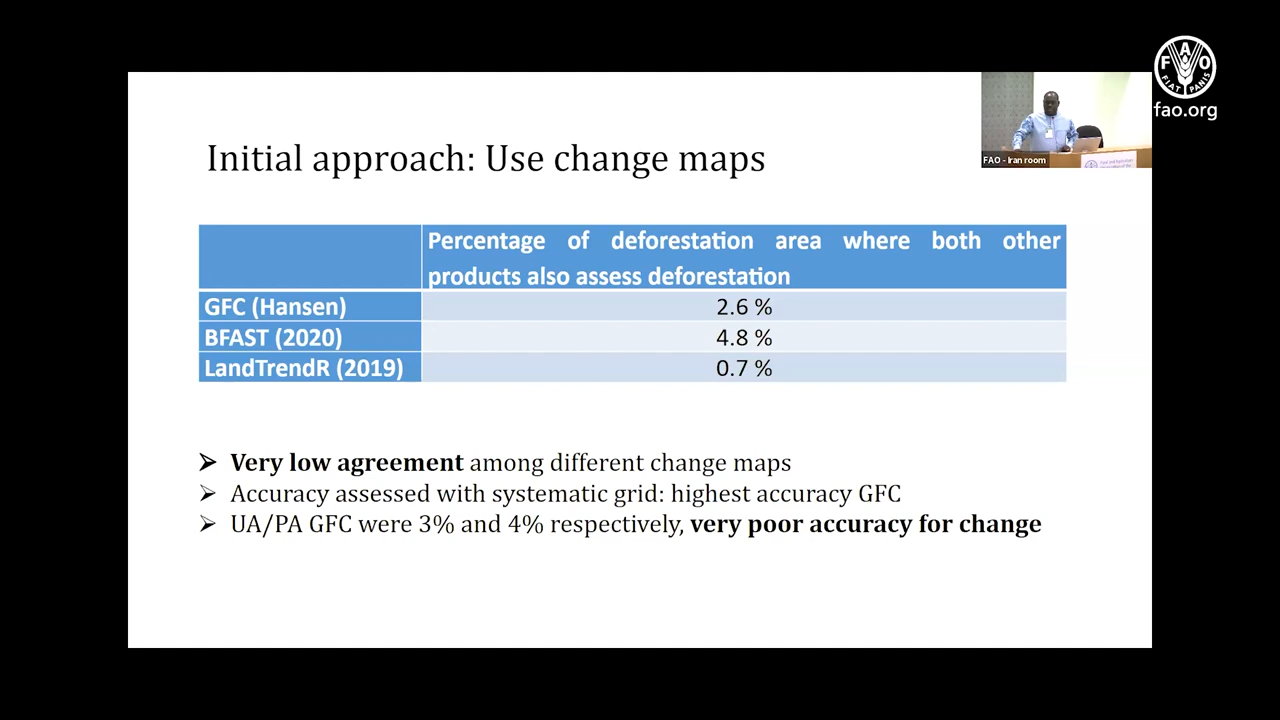 FAO
FIAT PANIS
fao.org
FAO - Iran room
Initial approach: Use change maps
Percentage of deforestation area where both other
products also assess deforestation
GFC (Hansen) 2.6 %
BFAST (2020) 4.8 %
LandTrendR (2019) 0.7 %
➢ Very low agreement among different change maps
➢ Accuracy assessed with systematic grid: highest accuracy GFC
➢ UA/PA GFC were 3% and 4% respectively, very poor accuracy for change